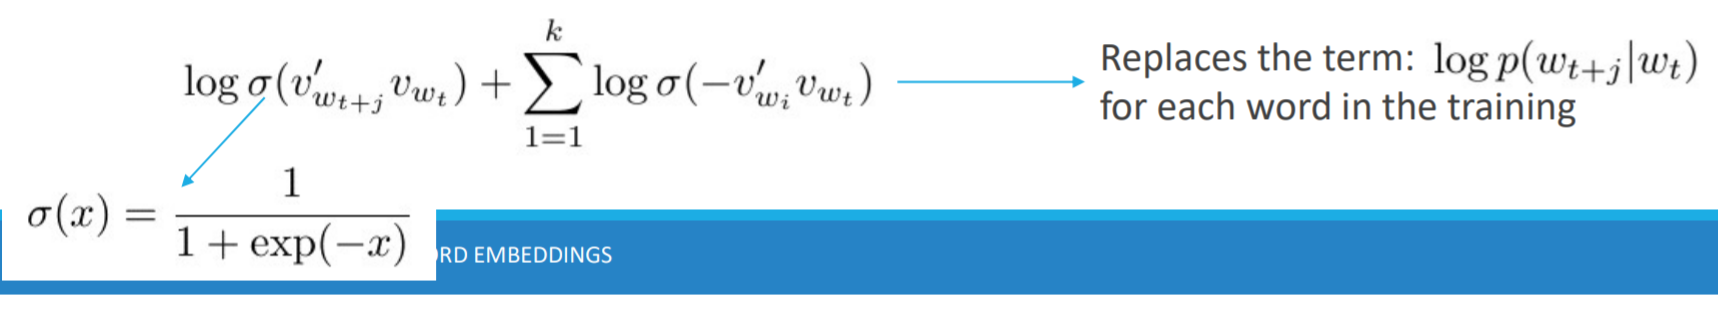 log σ(v′_{w_{t+j}} v_{w_t}) + ∑_{1=1}^{k} log σ(−v′_{w_i} v_{w_t})
Replaces the term: log p(w_{t+j}|w_t)
for each word in the training
σ(x) = 1 / (1 + exp(−x))
RD EMBEDDINGS